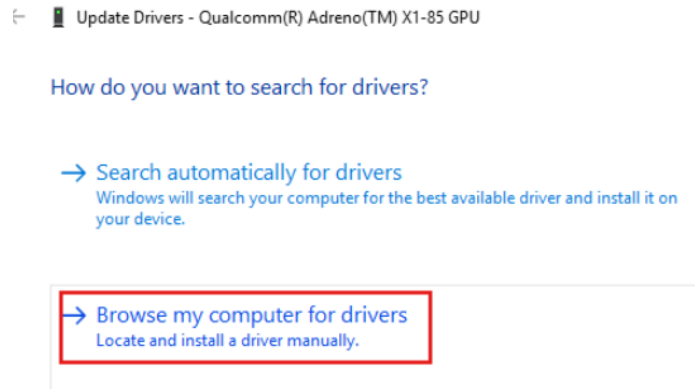 Update Drivers - Qualcomm(R) Adreno(TM) X1-85 GPU
How do you want to search for drivers?
Search automatically for drivers
Windows will search your computer for the best available driver and install it on
your device.
Browse my computer for drivers
Locate and install a driver manually.